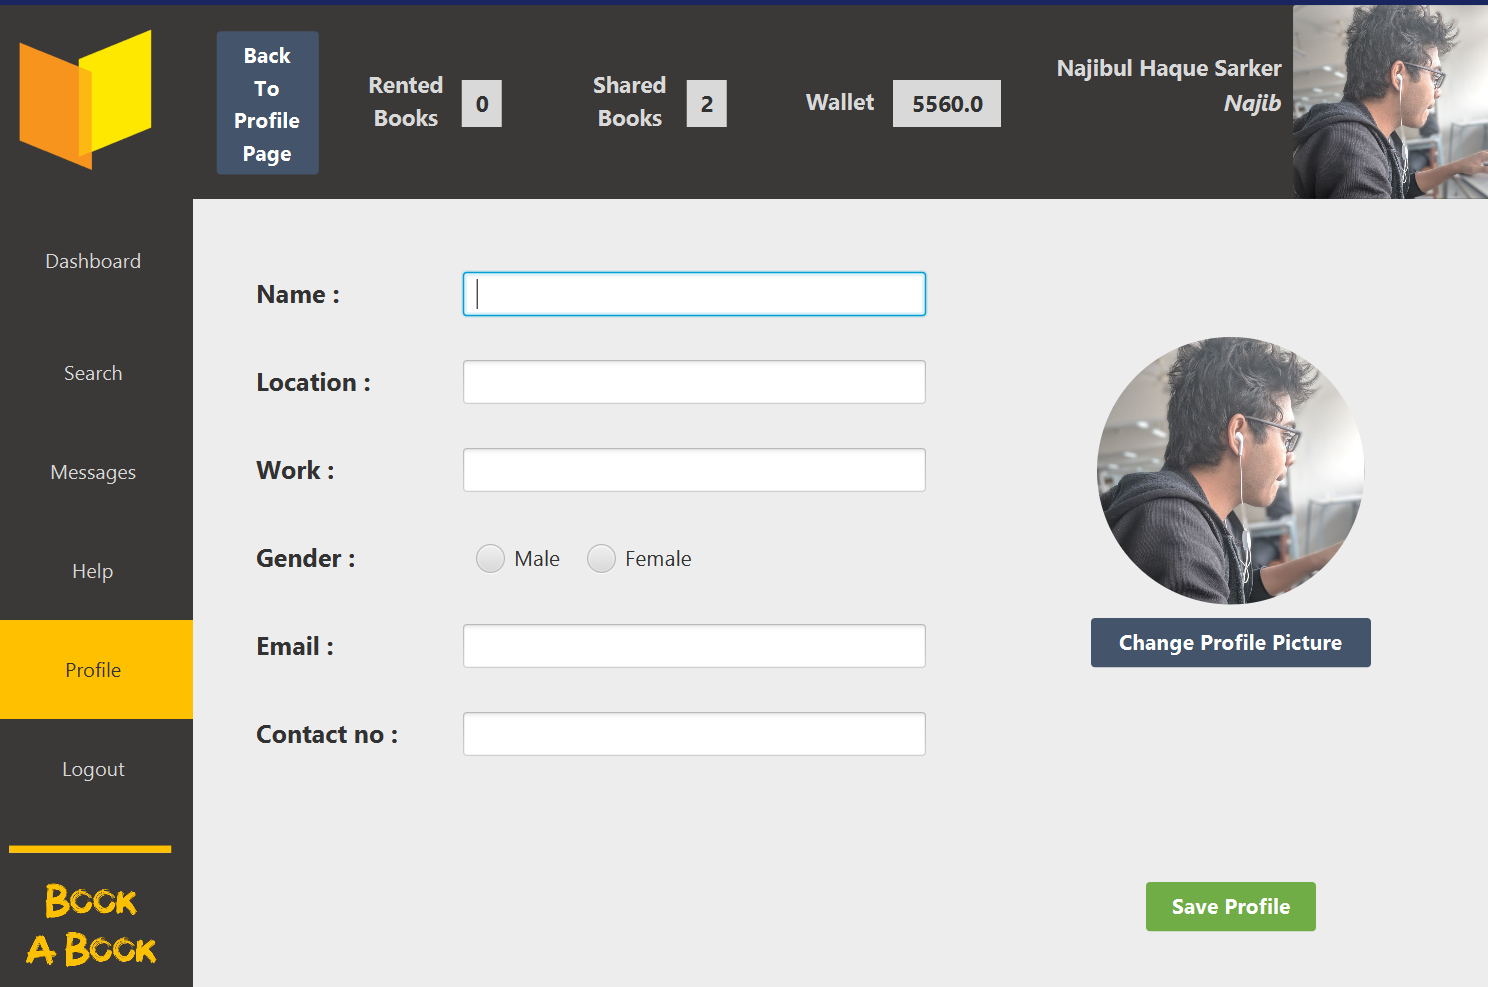 Back
To
Profile
Page
Rented
Books
0
Shared
Books
2
Wallet
5560.0
Najibul Haque Sarker
Najib
Dashboard
Search
Messages
Help
Profile
Logout
Book
A Book
Name :
Location :
Work :
Gender :
Male
Female
Email :
Contact no :
Change Profile Picture
Save Profile